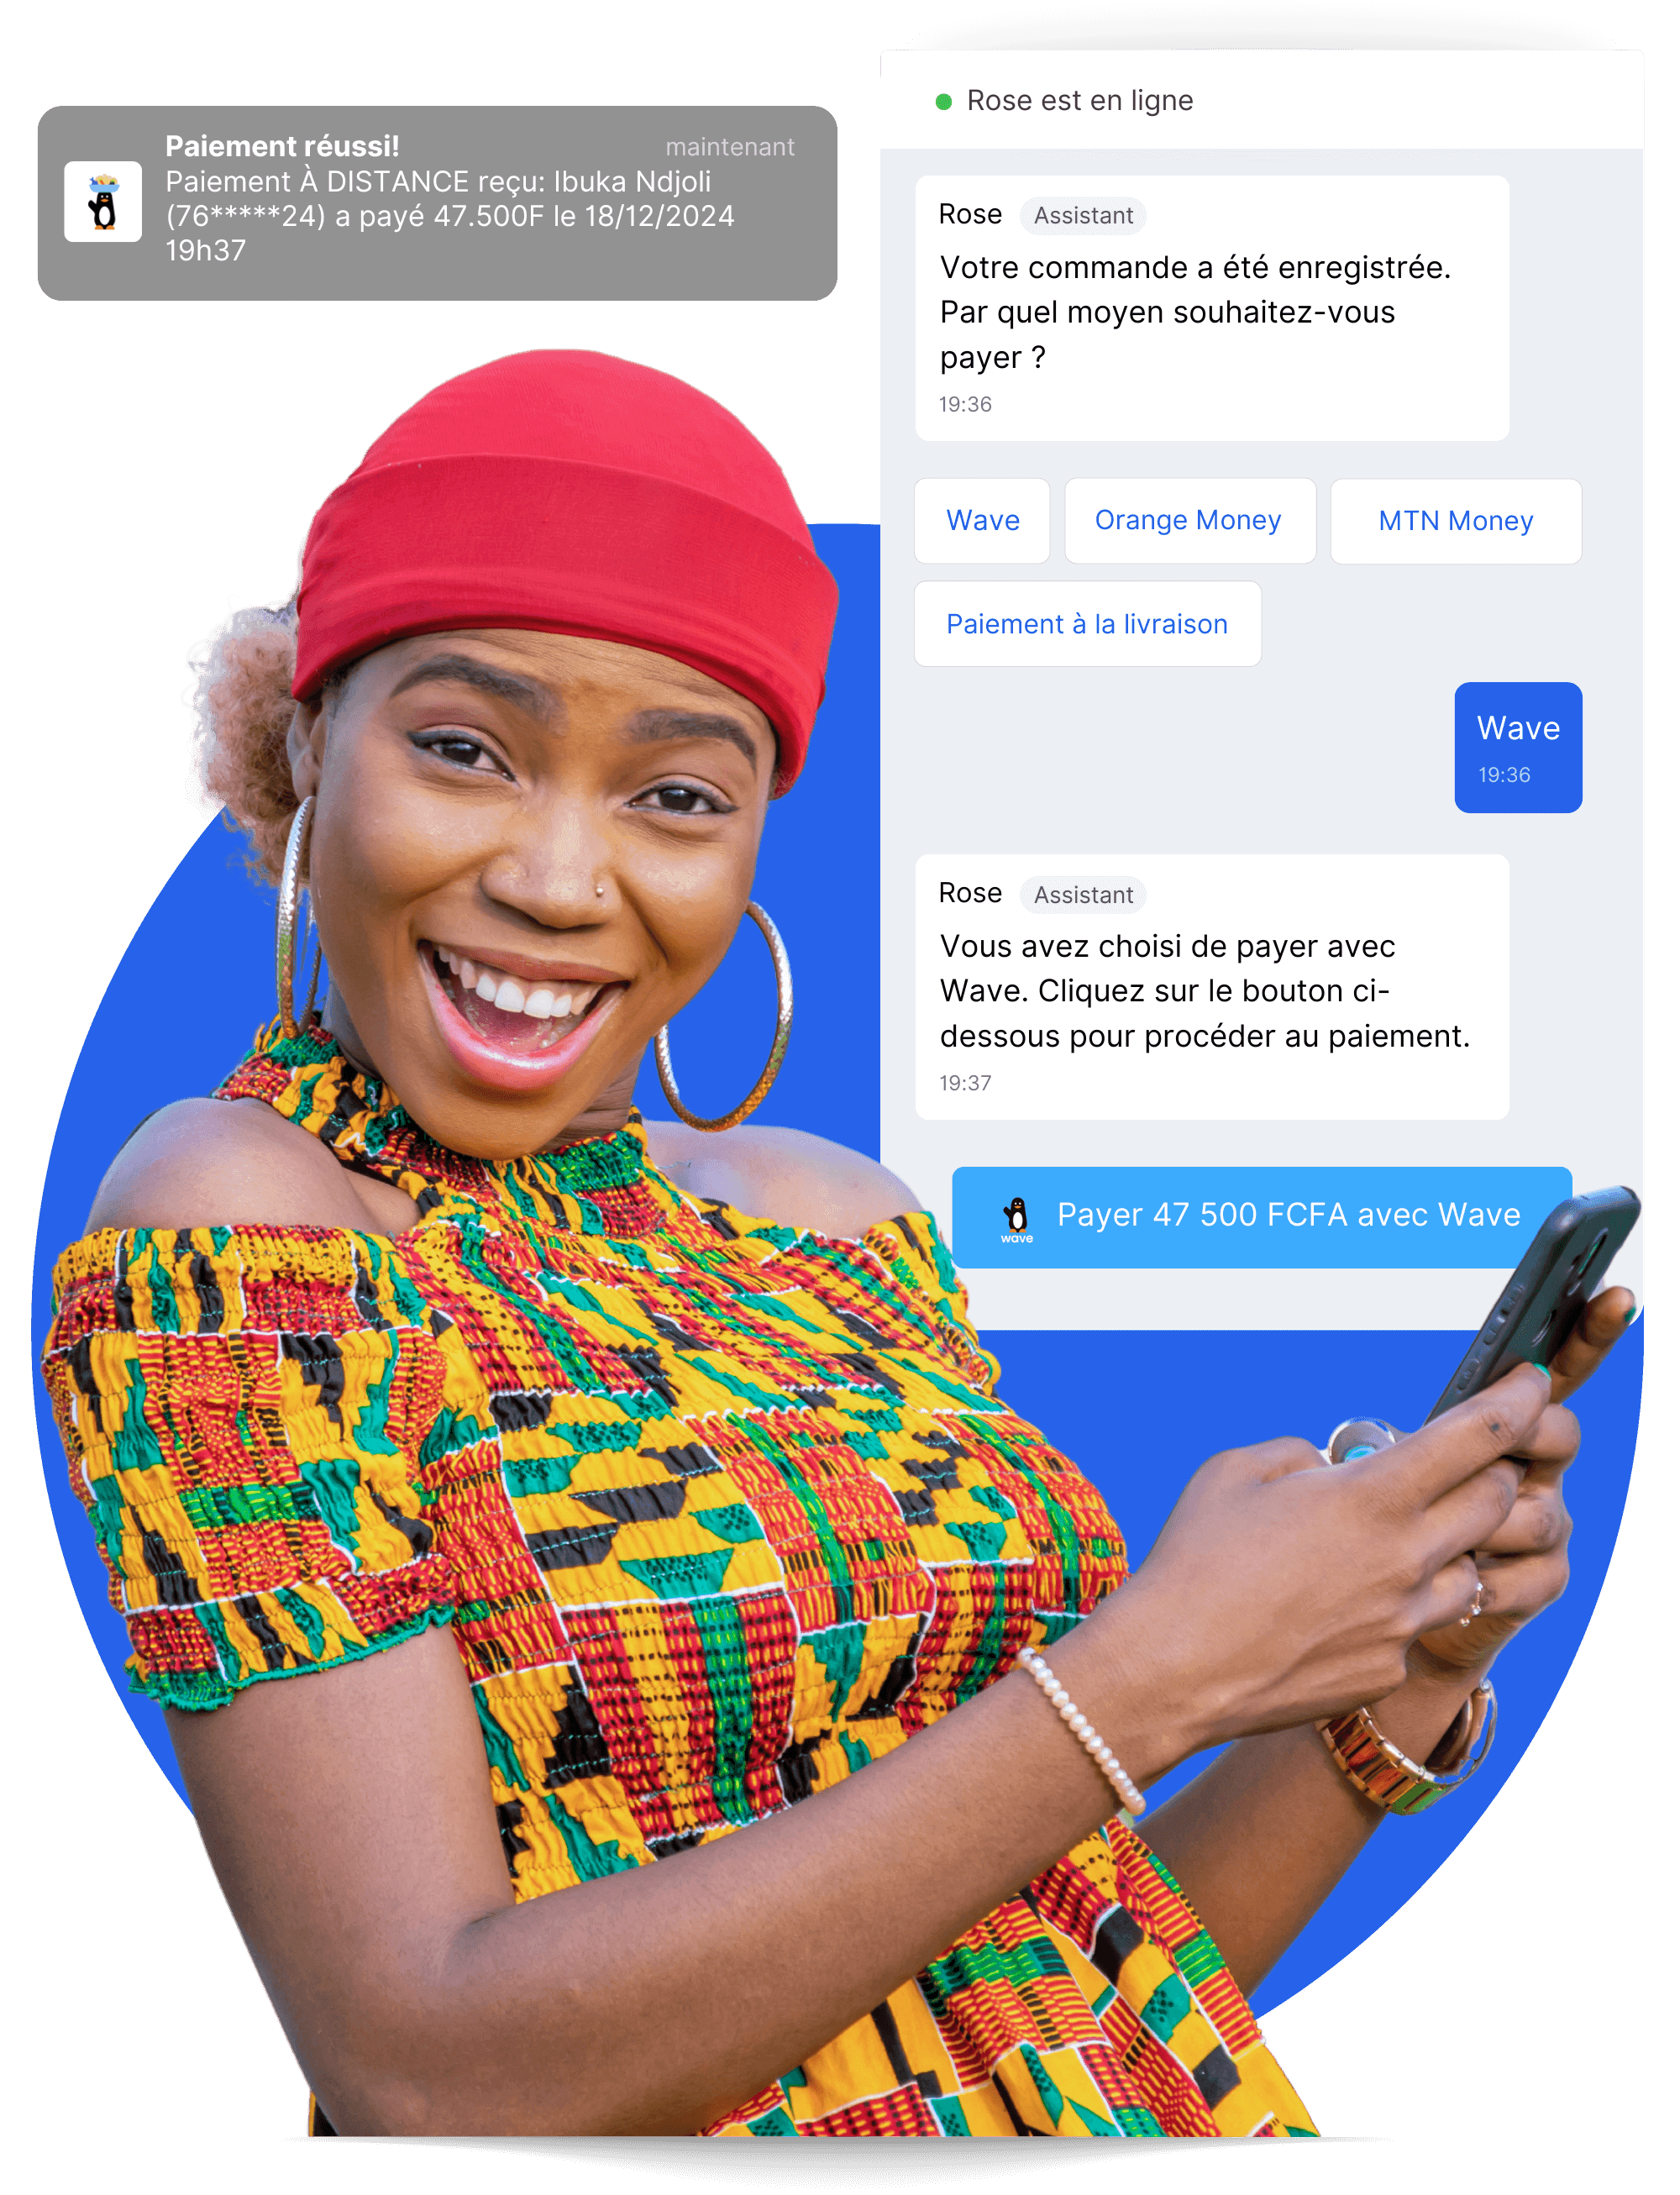 Paiement réussi!
maintenant
Paiement À DISTANCE reçu: Ibuka Ndjoli
(76*****24) a payé 47.500F le 18/12/2024
19h37
Rose est en ligne
Rose Assistant
Votre commande a été enregistrée.
Par quel moyen souhaitez-vous
payer ?
19:36
Wave
Orange Money
MTN Money
Paiement à la livraison
Wave
19:36
Rose Assistant
Vous avez choisi de payer avec
Wave. Cliquez sur le bouton ci-
dessous pour procéder au paiement.
19:37
wave
Payer 47 500 FCFA avec Wave